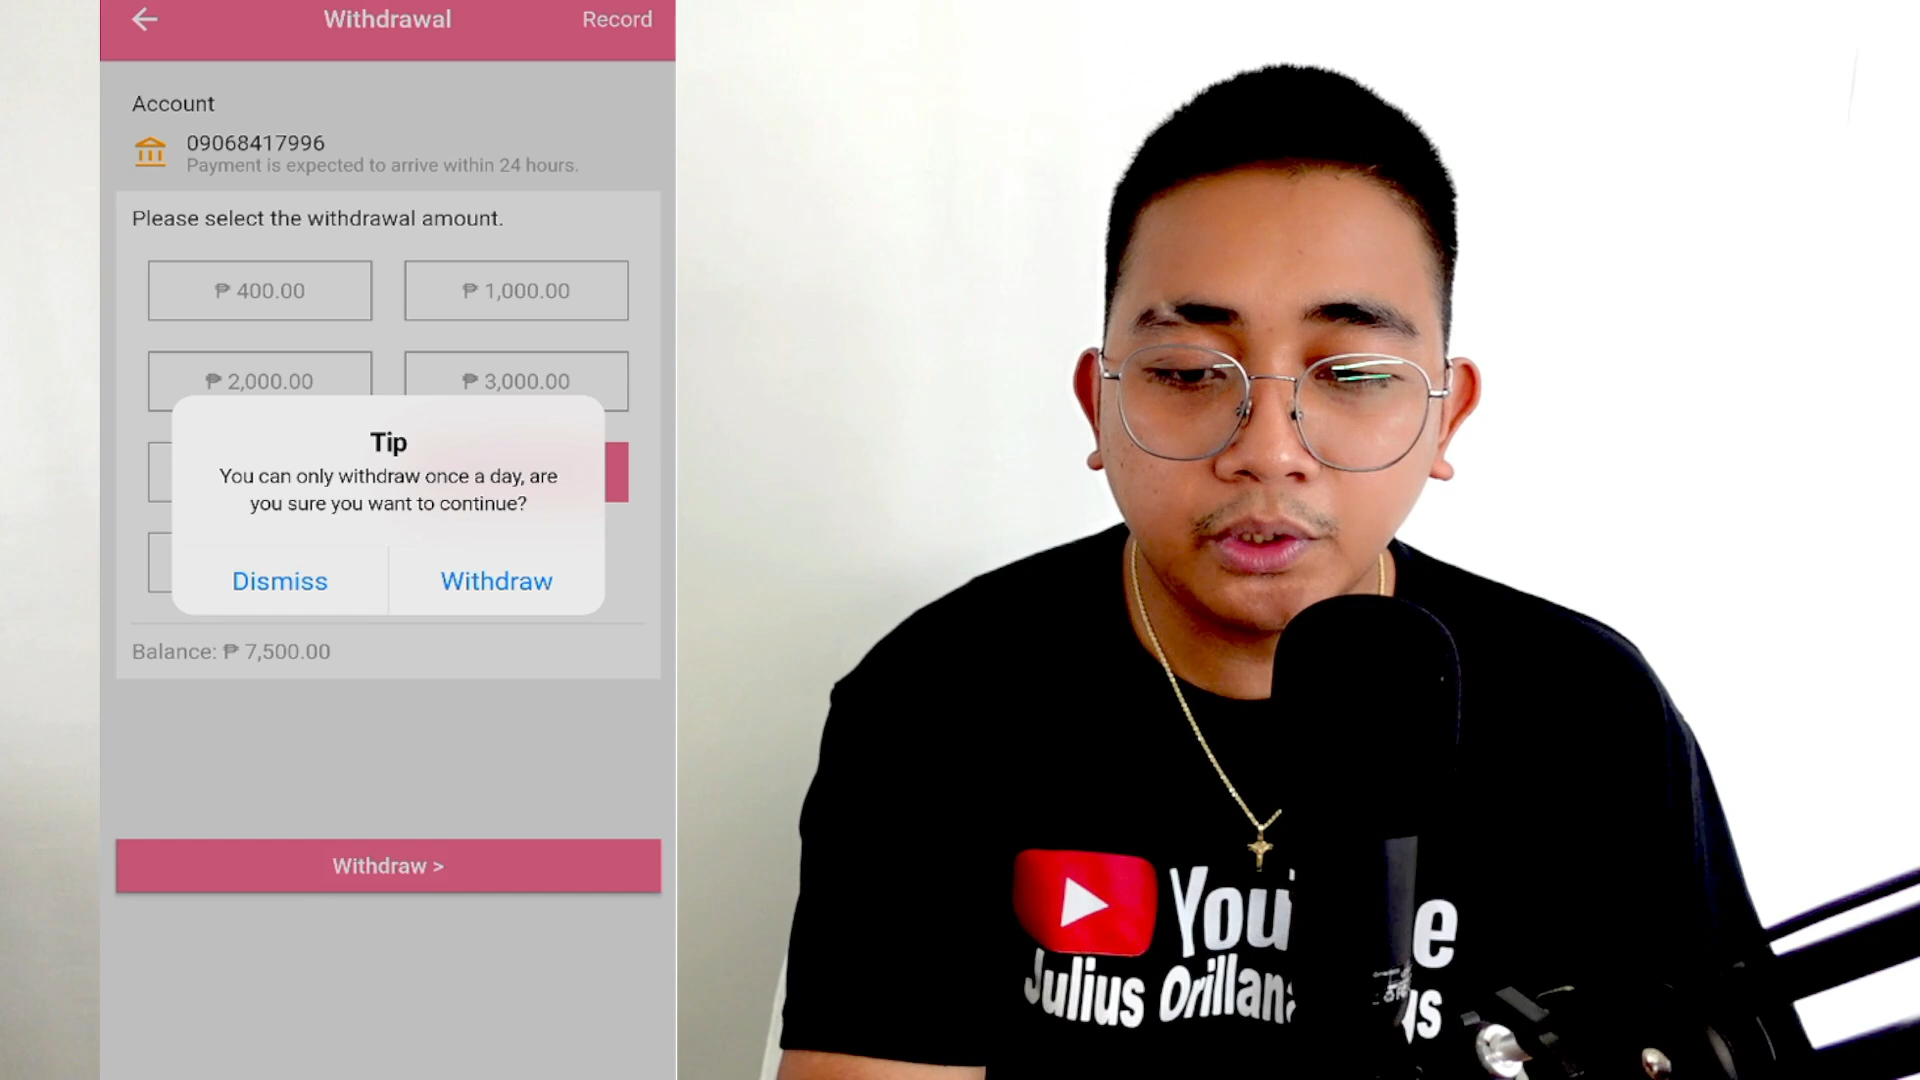 Withdrawal
Record
Account
09068417996
Payment is expected to arrive within 24 hours.
Please select the withdrawal amount.
₱ 400.00
₱ 1,000.00
₱ 2,000.00
₱ 3,000.00
Tip
You can only withdraw once a day, are
you sure you want to continue?
Dismiss
Withdraw
Balance: ₱ 7,500.00
Withdraw >
Julius